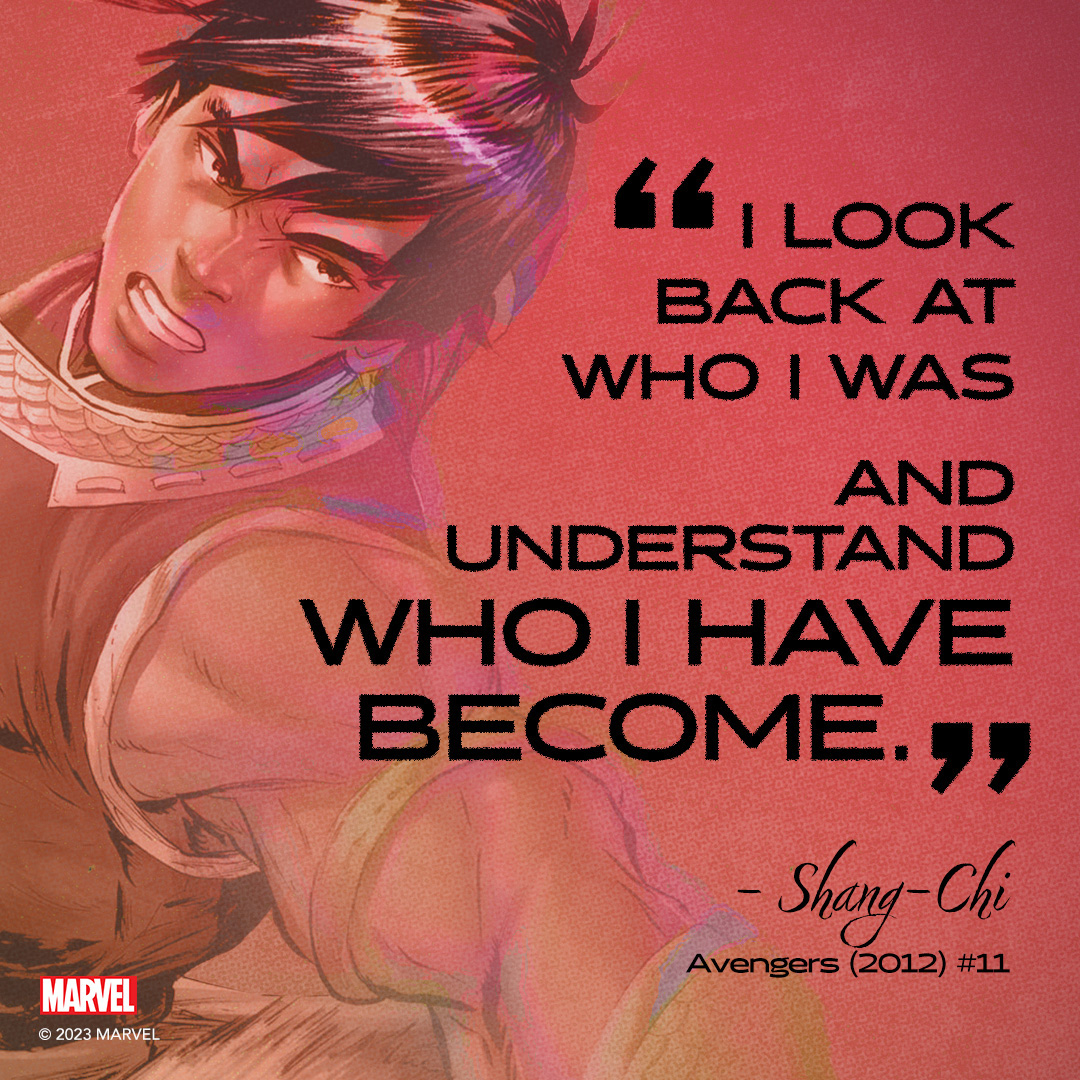 “ I LOOK
BACK AT
WHO I WAS
AND
UNDERSTAND
WHO I HAVE
BECOME. ”
- Shang-Chi
Avengers (2012) #11
MARVEL
© 2023 MARVEL